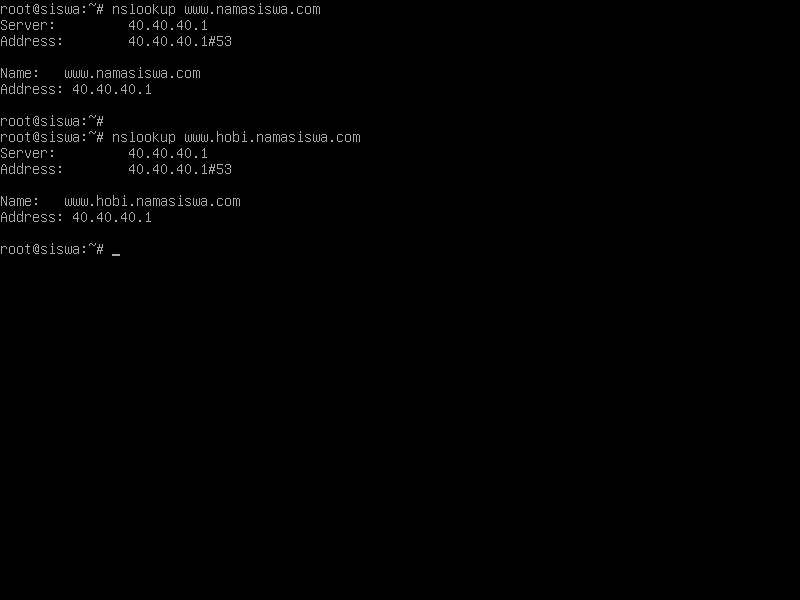 root@siswa:~# nslookup www.namasiswa.com
Server:         40.40.40.1
Address:        40.40.40.1#53
Name:   www.namasiswa.com
Address: 40.40.40.1
root@siswa:~#
root@siswa:~# nslookup www.hobi.namasiswa.com
Server:         40.40.40.1
Address:        40.40.40.1#53
Name:   www.hobi.namasiswa.com
Address: 40.40.40.1
root@siswa:~# _